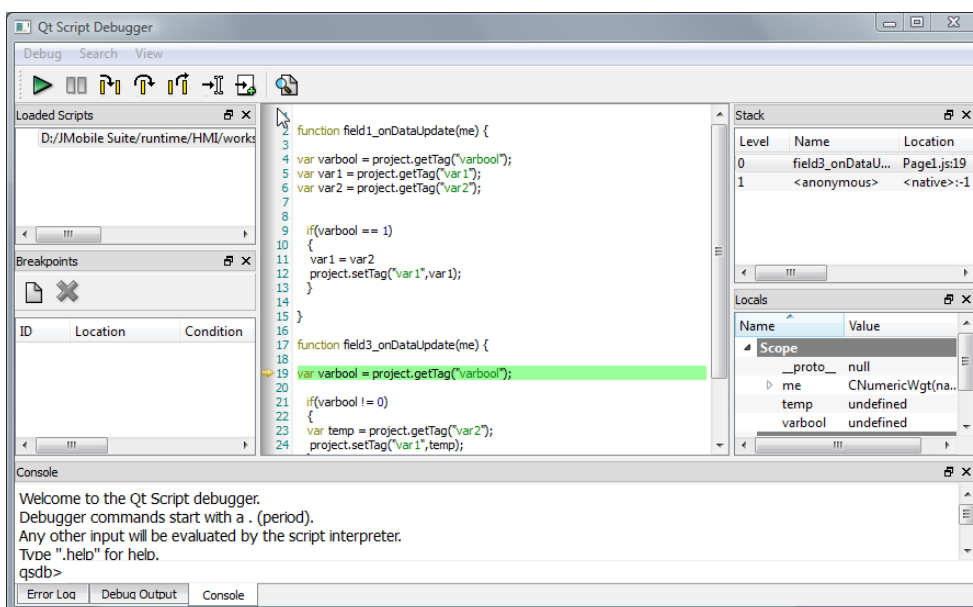 Qt Script Debugger
Debug Search View
Loaded Scripts
D:/JMobile Suite/runtime/HMI/works
Breakpoints
ID Location Condition
2 function field1_onDataUpdate(me) {
3
4 var varbool = project.getTag("varbool");
5 var var1 = project.getTag("var1");
6 var var2 = project.getTag("var2");
7
8
9 if(varbool == 1)
10 {
11 var1 = var2
12 project.setTag("var1",var1);
13 }
14
15 }
16
17 function field3_onDataUpdate(me) {
18
19 var varbool = project.getTag("varbool");
20
21 if(varbool != 0)
22 {
23 var temp = project.getTag("var2");
24 project.setTag("var1",temp);
Stack
Level Name Location
0 field3_onDataU... Page1.js:19
1 <anonymous> <native>:-1
Locals
Name Value
Scope
__proto__ null
me CNumericWgt(na..
temp undefined
varbool undefined
Console
Welcome to the Qt Script debugger.
Debugger commands start with a . (period).
Any other input will be evaluated by the script interpreter.
Type ".help" for help.
qsdb>
Error Log Debug Output Console